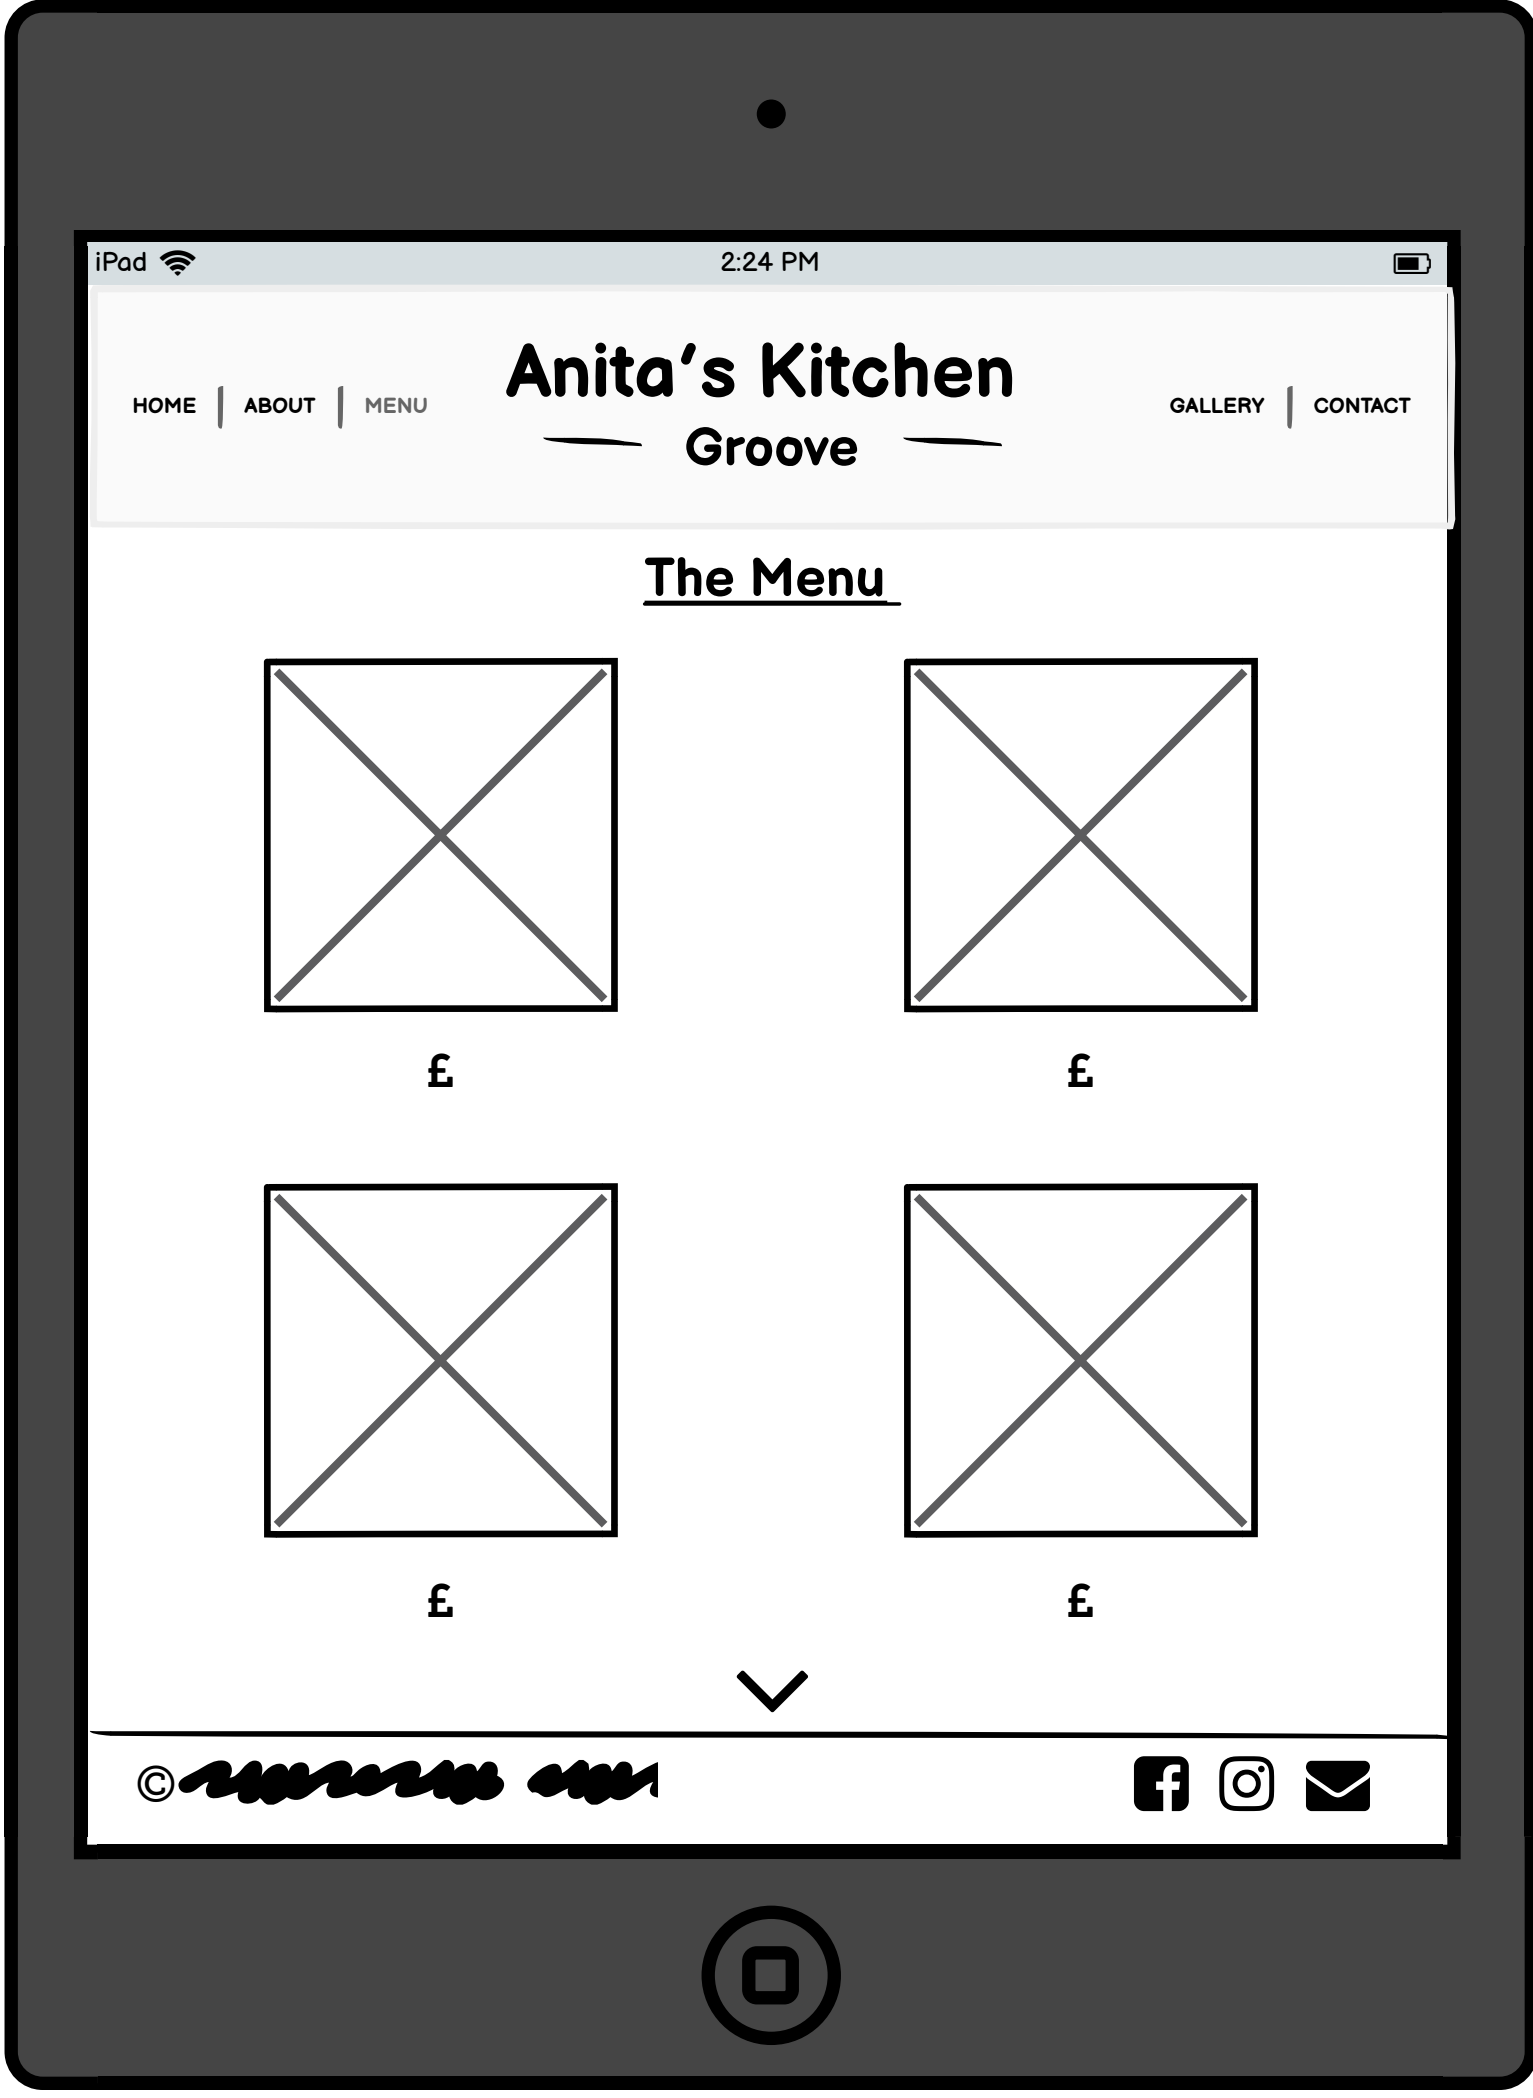 iPad 2:24 PM
HOME | ABOUT | MENU
Anita's Kitchen
Groove
GALLERY | CONTACT
The Menu
£ £
£ £
©